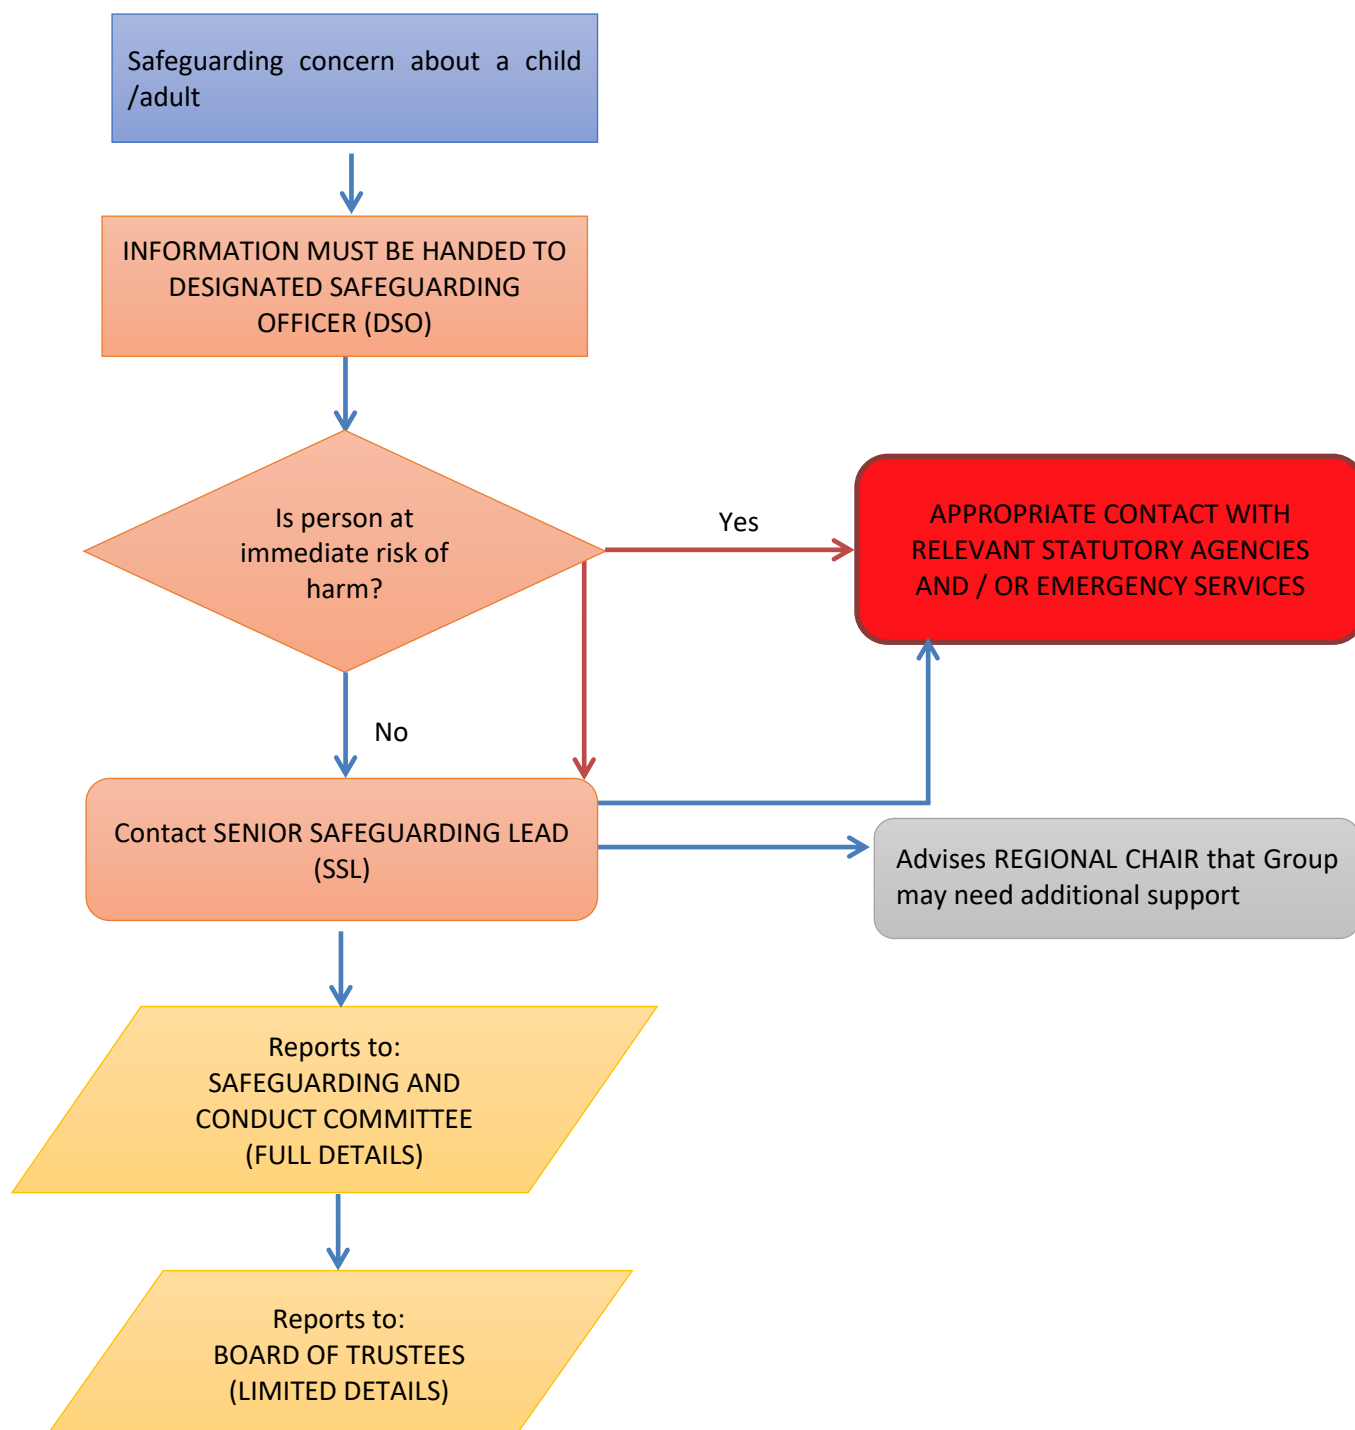 Safeguarding concern about a child
/adult
INFORMATION MUST BE HANDED TO
DESIGNATED SAFEGUARDING
OFFICER (DSO)
Is person at
immediate risk of
harm?
Yes
APPROPRIATE CONTACT WITH
RELEVANT STATUTORY AGENCIES
AND / OR EMERGENCY SERVICES
No
Contact SENIOR SAFEGUARDING LEAD
(SSL)
Advises REGIONAL CHAIR that Group
may need additional support
Reports to:
SAFEGUARDING AND
CONDUCT COMMITTEE
(FULL DETAILS)
Reports to:
BOARD OF TRUSTEES
(LIMITED DETAILS)